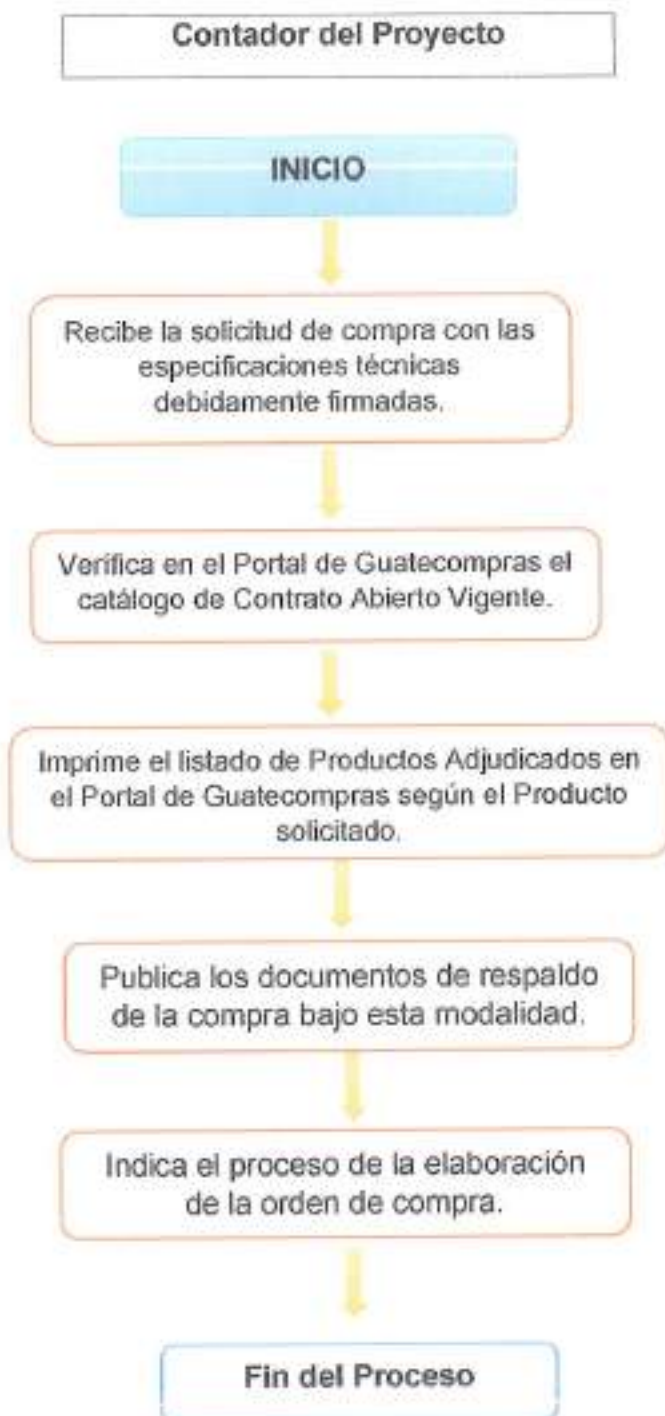 Contador del Proyecto
INICIO
Recibe la solicitud de compra con las
especificaciones técnicas
debidamente firmadas.
Verifica en el Portal de Guatecompras el
catálogo de Contrato Abierto Vigente.
Imprime el listado de Productos Adjudicados en
el Portal de Guatecompras según el Producto
solicitado.
Publica los documentos de respaldo
de la compra bajo esta modalidad.
Indica el proceso de la elaboración
de la orden de compra.
Fin del Proceso